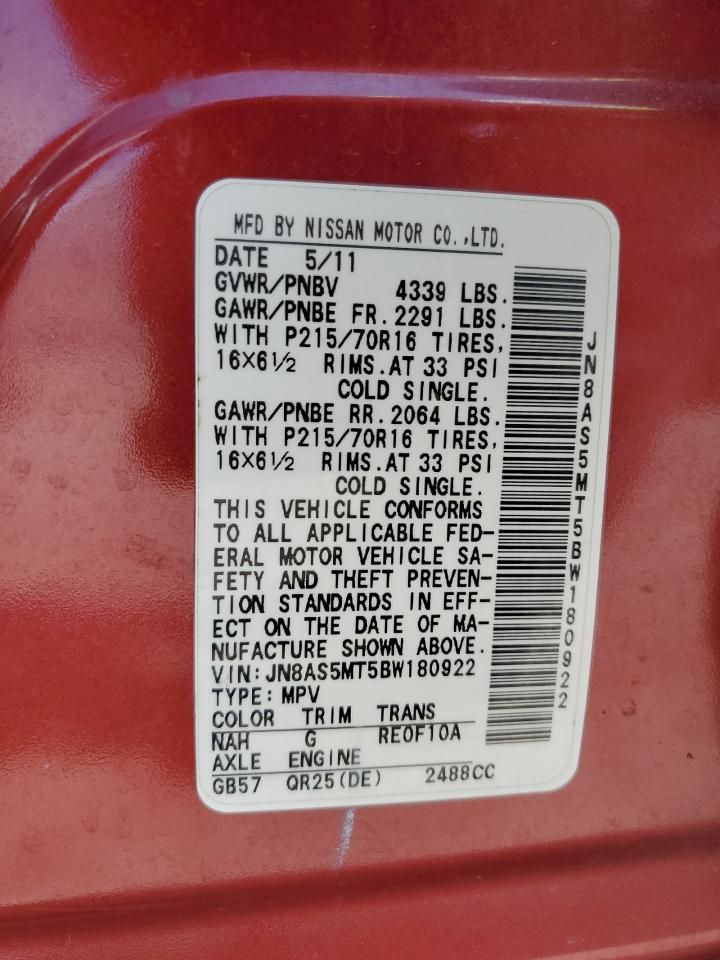 MFD BY NISSAN MOTOR CO.,LTD.
DATE 5/11
GVWR/PNBV 4339 LBS.
GAWR/PNBE FR.2291 LBS.
WITH P215/70R16 TIRES,
16X6½ RIMS.AT 33 PSI
COLD SINGLE.
GAWR/PNBE RR.2064 LBS.
WITH P215/70R16 TIRES,
16X6½ RIMS.AT 33 PSI
COLD SINGLE.
THIS VEHICLE CONFORMS
TO ALL APPLICABLE FED-
ERAL MOTOR VEHICLE SA-
FETY AND THEFT PREVEN-
TION STANDARDS IN EFF-
ECT ON THE DATE OF MA-
NUFACTURE SHOWN ABOVE.
VIN:JN8AS5MT5BW180922
TYPE:MPV
COLOR TRIM TRANS
NAH G RE0F10A
AXLE ENGINE
GB57 QR25(DE) 2488CC
JN8AS5MT5BW180922